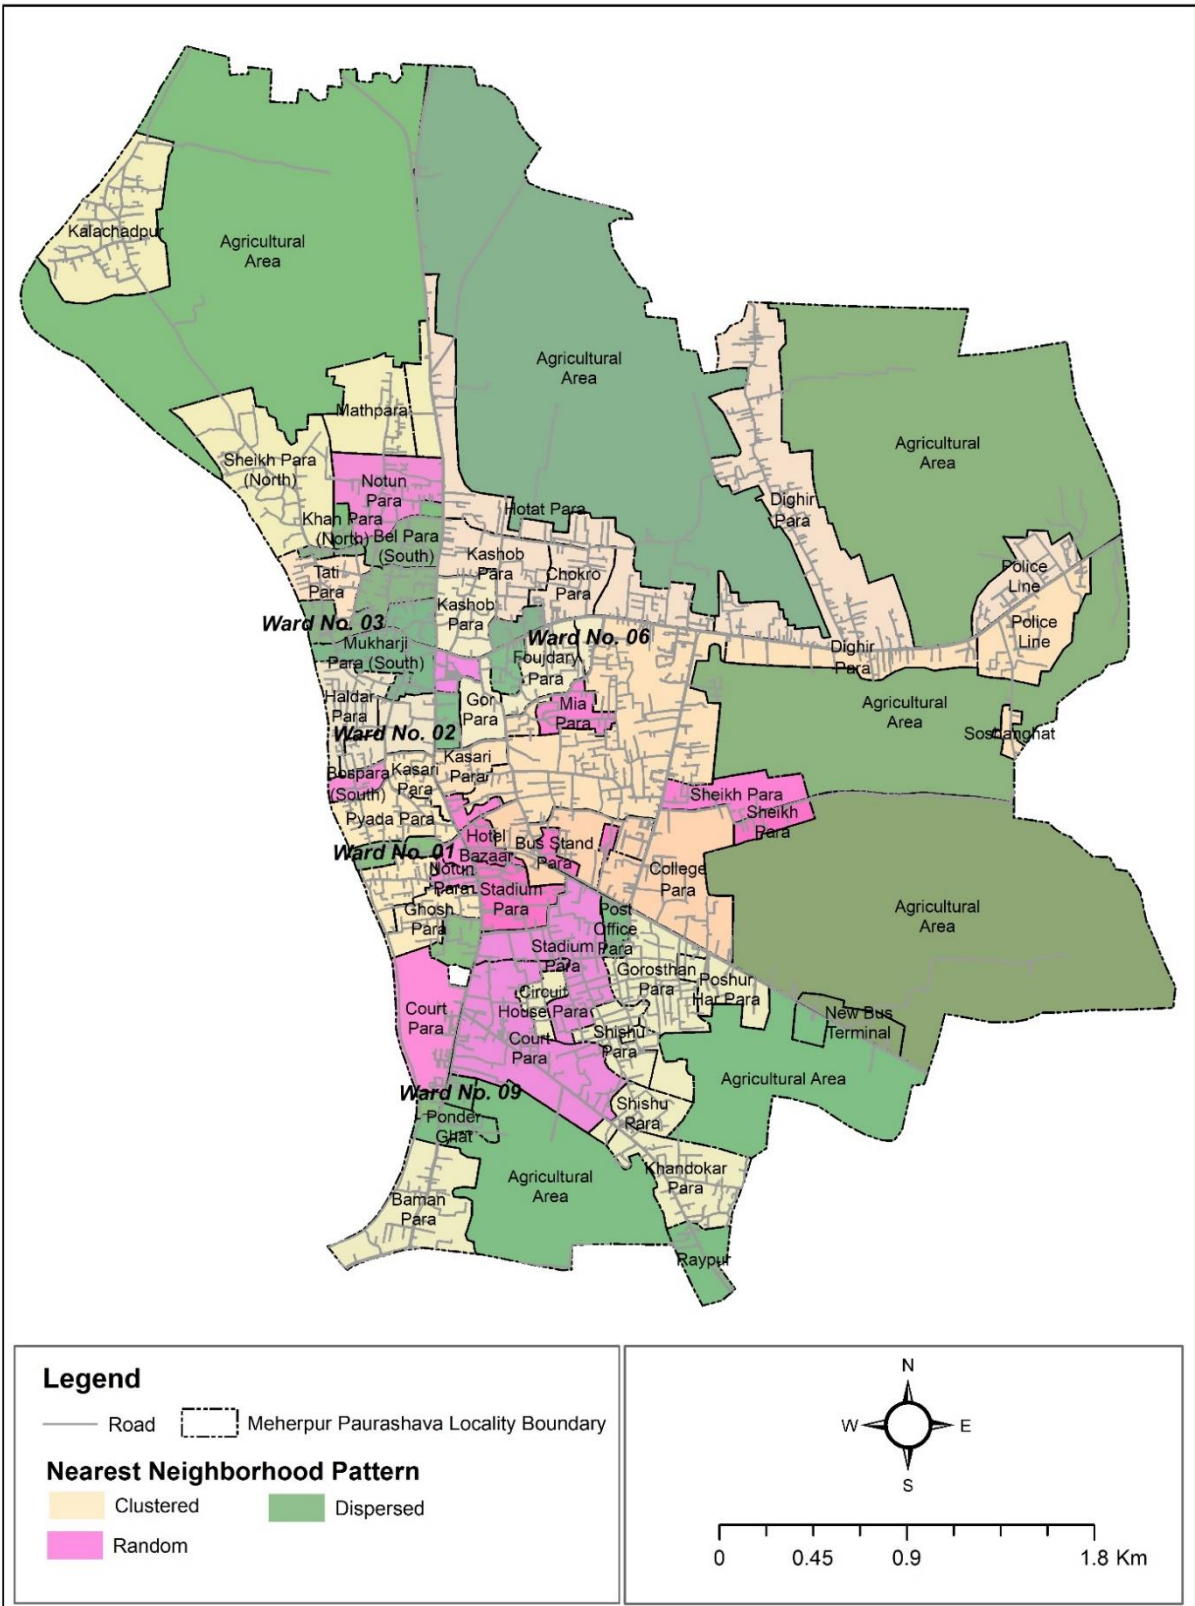 Kalachadpur
Agricultural
Area
Agricultural
Area
Mathpara
Agricultural
Area
Sheikh Para
(North)
Notun
Para
Dighir
Para
Hotat Para
Khan Para
(North)
Bel Para
(South)
Kashob
Para
Chokro
Para
Police
Line
Tati
Para
Kashob
Para
Police
Line
Ward No. 03
Ward No. 06
Mukharji
Para (South)
Foujdary
Para
Dighir
Para
Haldar
Para
Gor
Para
Mia
Para
Agricultural
Area
Ward No. 02
Soshanghat
Bospara
(South)
Kasari
Para
Kasari
Para
Sheikh Para
Sheikh
Para
Pyada Para
Ward No. 01
Hotel
Bazaar
Bus Stand
Para
Notun
Para
Stadium
Para
College
Para
Ghosh
Para
Post
Office
Para
Agricultural
Area
Stadium
Para
Gorosthan
Para
Poshur
Har Para
Circuit
House Para
Court
Para
Court
Para
Shishu
Para
New Bus
Terminal
Ward No. 09
Agricultural Area
Ponder
Ghat
Shishu
Para
Agricultural
Area
Khandokar
Para
Baman
Para
Raypur
Legend
Road
Meherpur Paurashava Locality Boundary
Nearest Neighborhood Pattern
Clustered
Dispersed
Random
N
W
E
S
0 0.45 0.9 1.8 Km